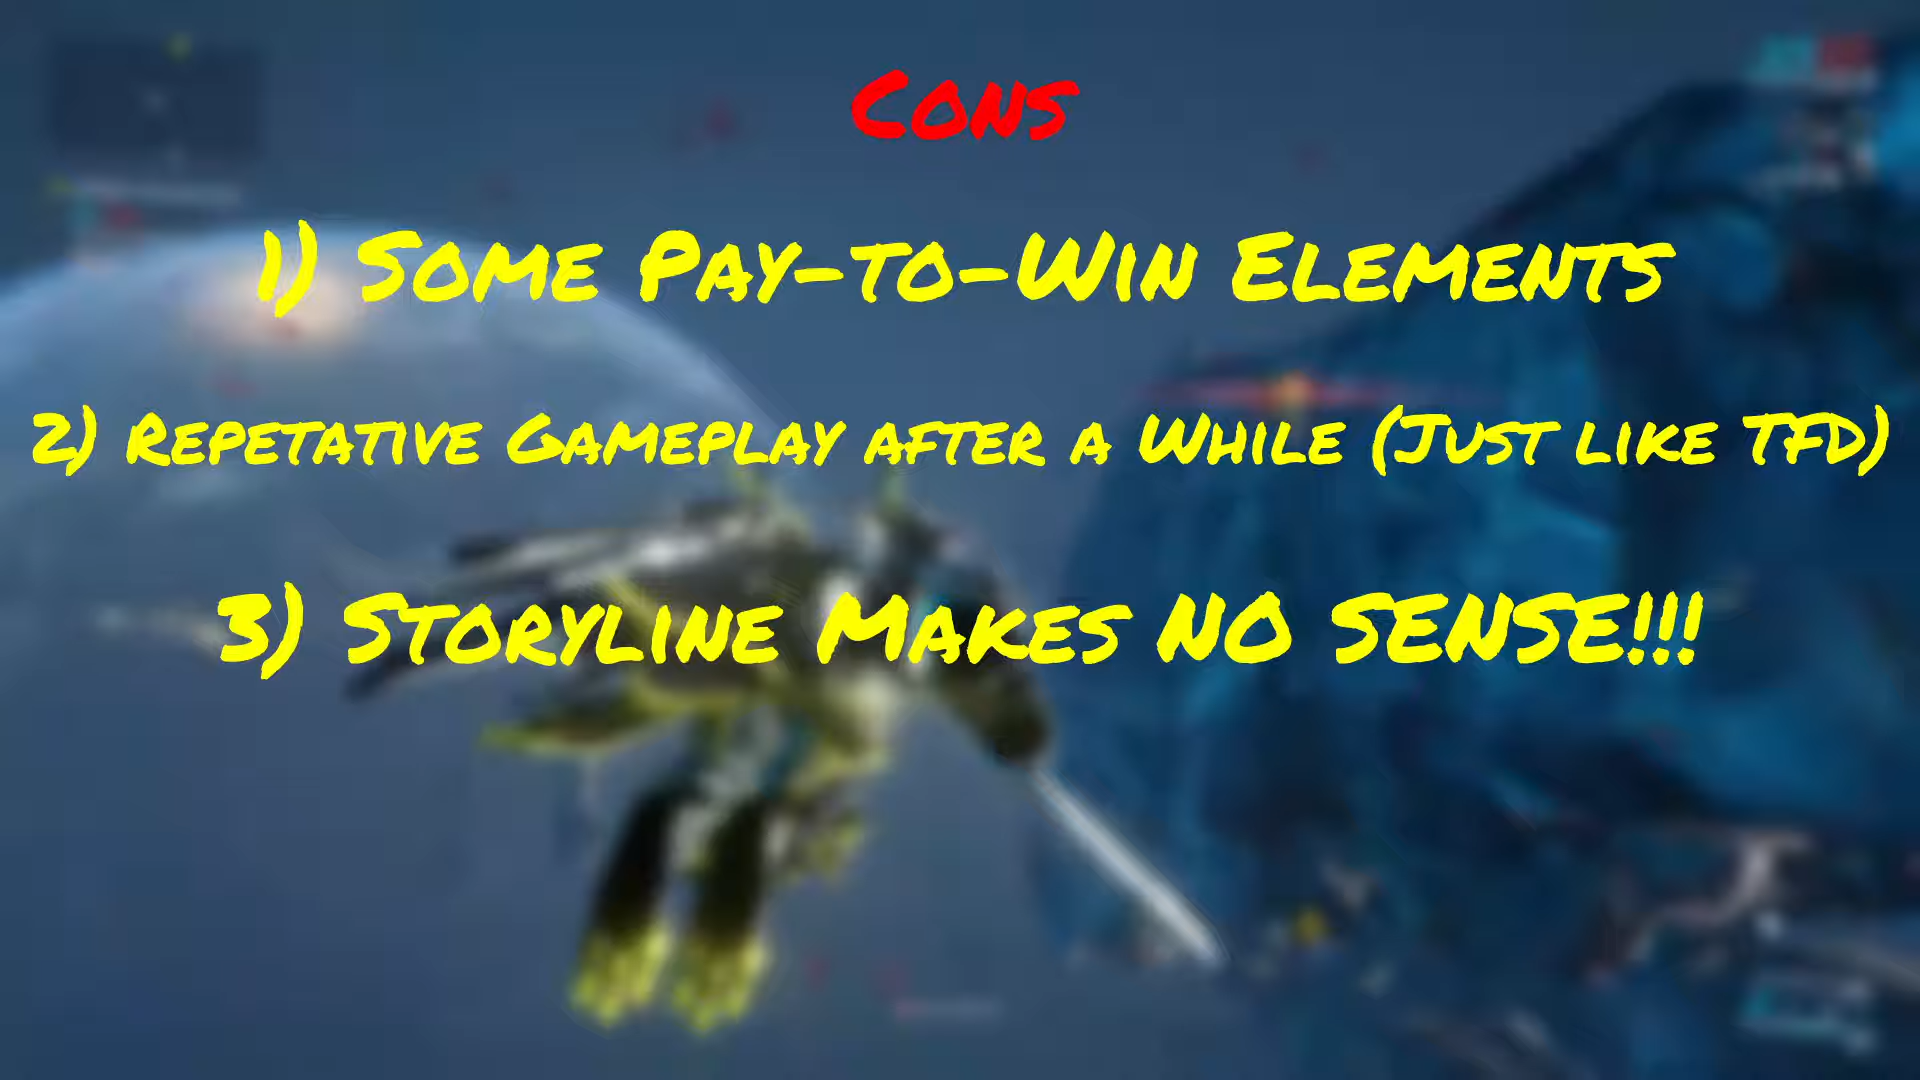 Cons
1) Some Pay-to-Win Elements
2) Repetative Gameplay after a While (Just like TFD)
3) Storyline Makes NO SENSE!!!